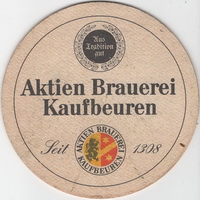 Aus
Tradition
gut
Aktien Brauerei
Kaufbeuren
Seit 1308
AKTIEN BRAUEREI
KAUFBEUREN